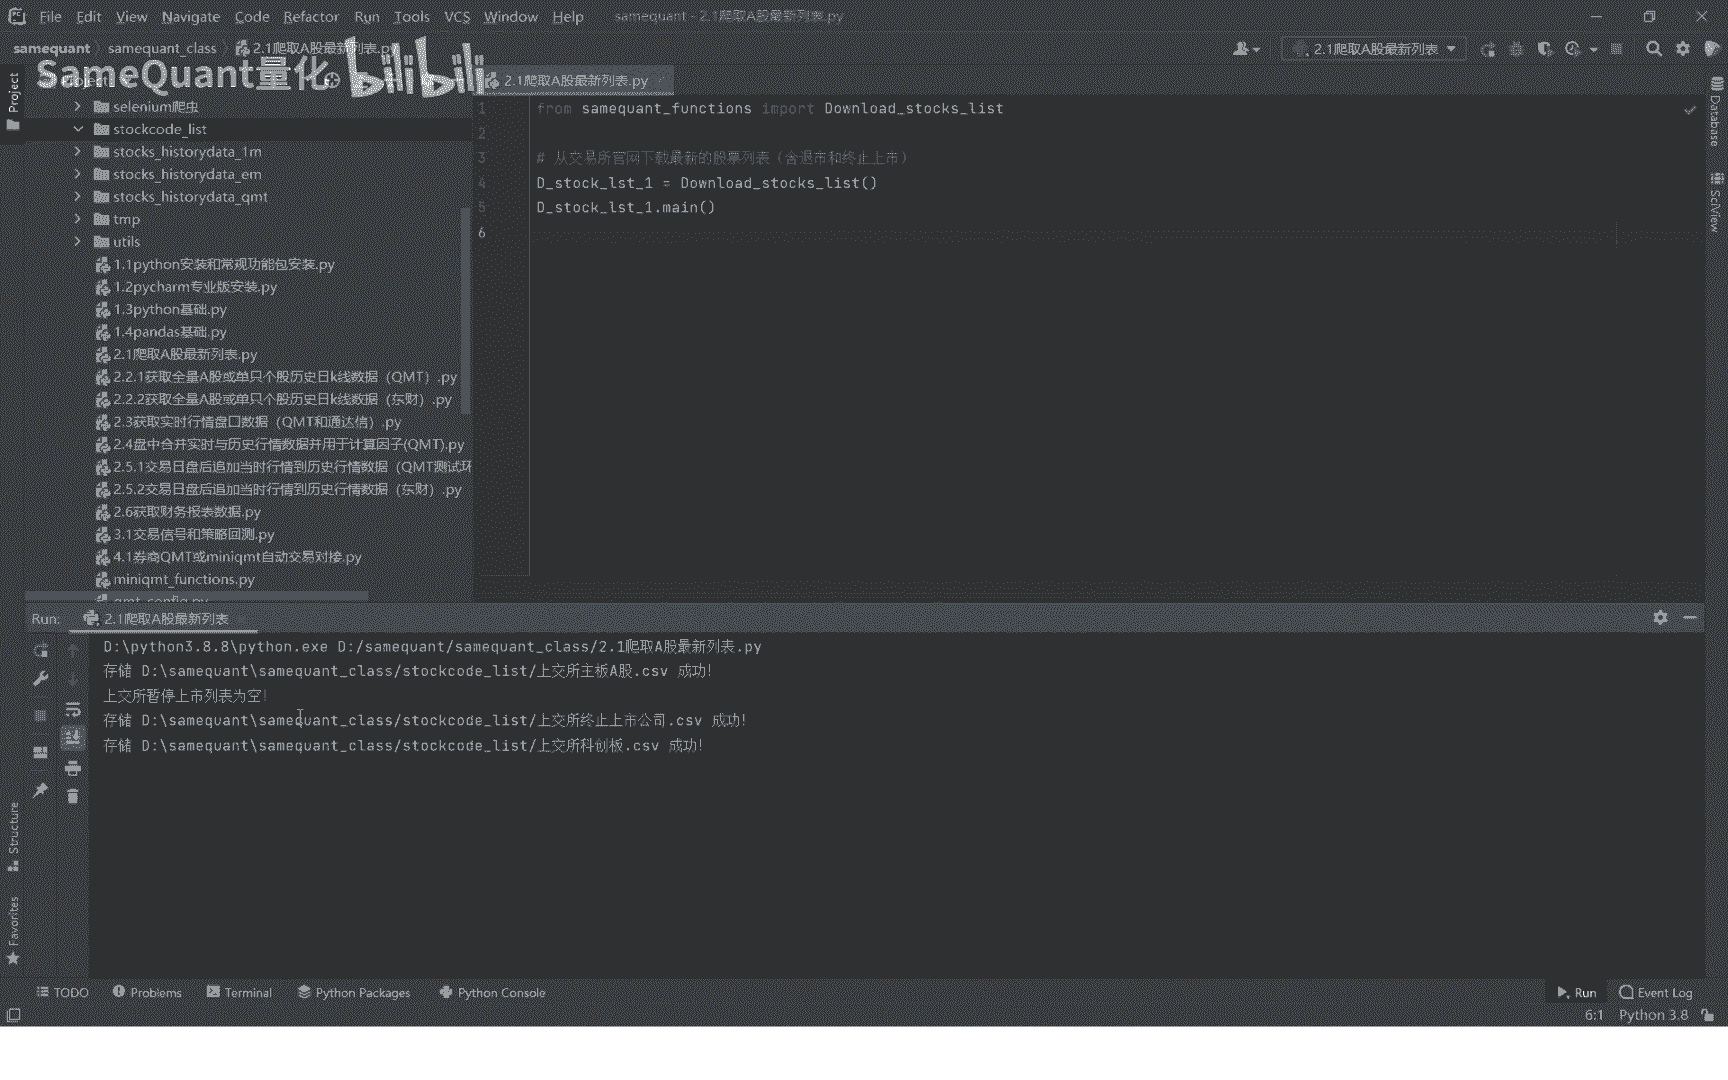 File Edit View Navigate Code Refactor Run Tools VCS Window Help samequant - 2.1爬取A股最新列表.py
samequant samequant_class 2.1爬取A股最新列表.py 2.1爬取A股最新列表
SameQuant量化 bilibili
Project
2.1爬取A股最新列表.py
selenium爬虫
stockcode_list
stocks_historydata_1m
stocks_historydata_em
stocks_historydata_qmt
tmp
utils
1.1python安装和常规功能包安装.py
1.2pycharm专业版安装.py
1.3python基础.py
1.4pandas基础.py
2.1爬取A股最新列表.py
2.2.1获取全量A股或单只个股历史日k线数据（QMT）.py
2.2.2获取全量A股或单只个股历史日k线数据（东财）.py
2.3获取实时行情盘口数据（QMT和通达信）.py
2.4盘中合并实时与历史行情数据并用于计算因子(QMT).py
2.5.1交易日盘后追加当时行情到历史行情数据（QMT测试环
2.5.2交易日盘后追加当时行情到历史行情数据（东财）.py
2.6获取财务报表数据.py
3.1交易信号和策略回测.py
4.1券商QMT或miniqmt自动交易对接.py
miniqmt_functions.py
qmt_config.py
1 from samequant_functions import Download_stocks_list
2
3 # 从交易所官网下载最新的股票列表（含退市和终止上市）
4 D_stock_lst_1 = Download_stocks_list()
5 D_stock_lst_1.main()
6
Database
SciView
Run: 2.1爬取A股最新列表
D:\python3.8.8\python.exe D:/samequant/samequant_class/2.1爬取A股最新列表.py
存储 D:\samequant\samequant_class/stockcode_list/上交所主板A股.csv 成功!
上交所暂停上市列表为空!
存储 D:\samequant\samequant_class/stockcode_list/上交所终止上市公司.csv 成功!
存储 D:\samequant\samequant_class/stockcode_list/上交所科创板.csv 成功!
Structure
Favorites
TODO Problems Terminal Python Packages Python Console Run Event Log
6:1 Python 3.8